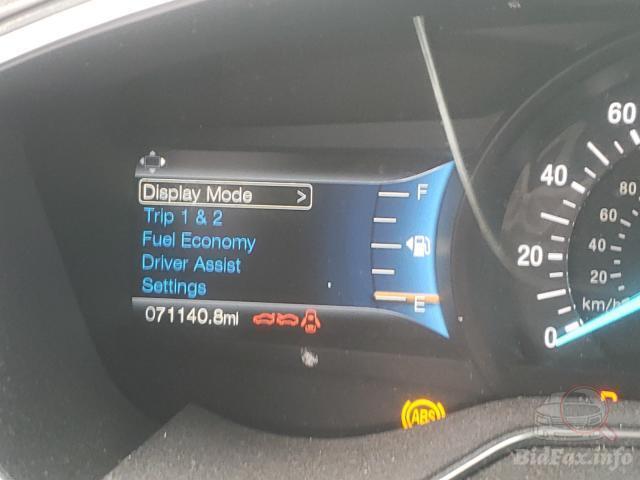 Display Mode >
Trip 1 & 2
Fuel Economy
Driver Assist
Settings
071140.8mi
F
E
60
40
20
0
80
60
40
20
km/h
ABS
BidFax.info